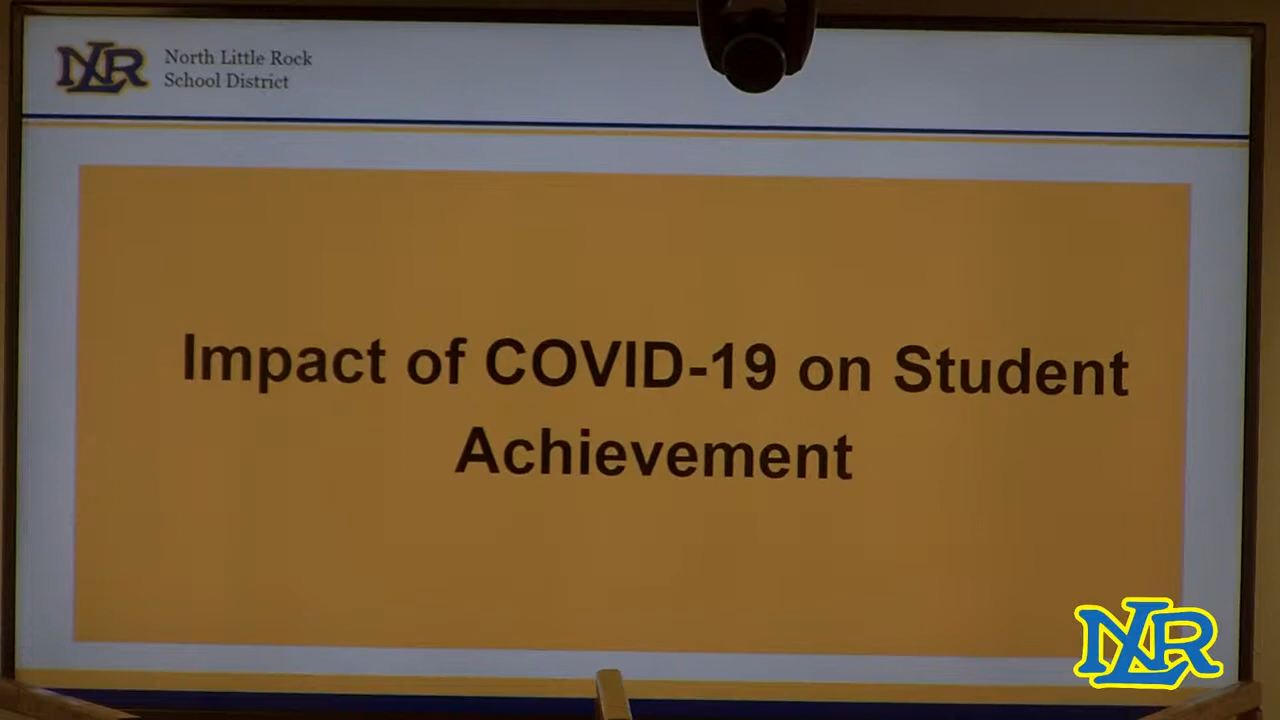 NLR
North Little Rock
School District
Impact of COVID-19 on Student
Achievement
NLR